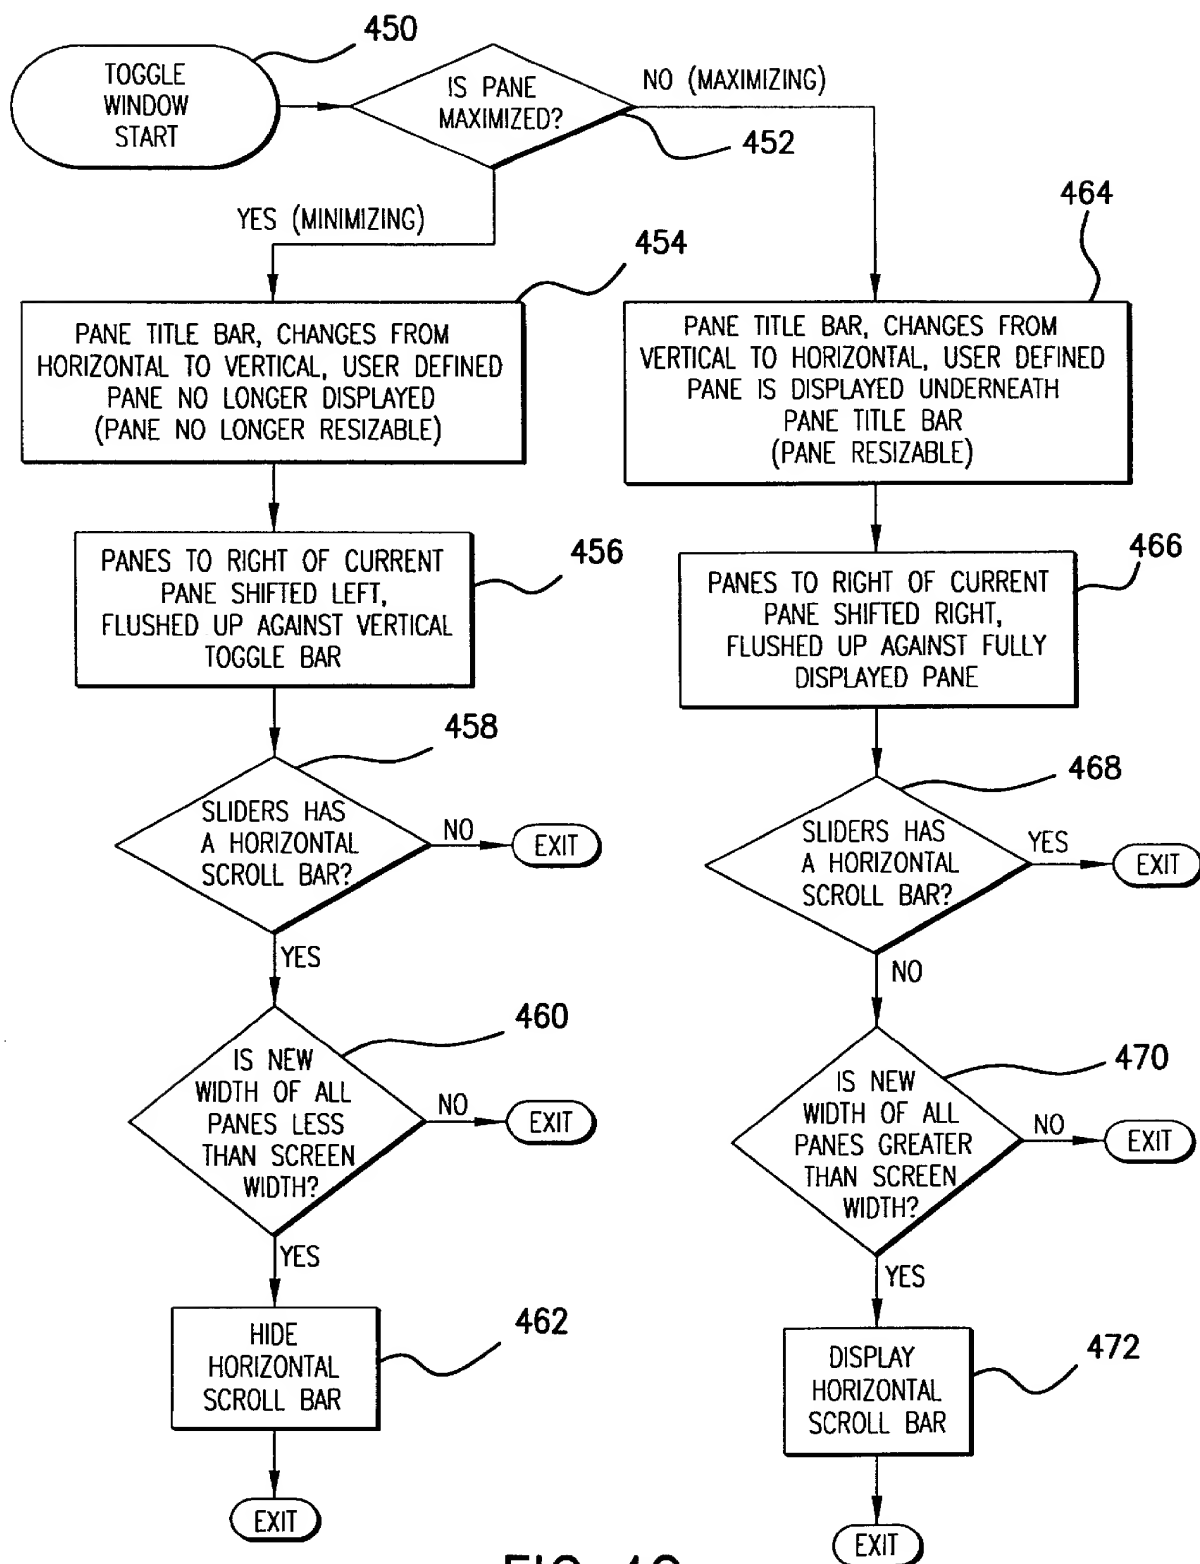 450
TOGGLE
WINDOW
START
IS PANE
MAXIMIZED?
452
NO (MAXIMIZING)
YES (MINIMIZING)
454
PANE TITLE BAR, CHANGES FROM
HORIZONTAL TO VERTICAL, USER DEFINED
PANE NO LONGER DISPLAYED
(PANE NO LONGER RESIZABLE)
456
PANES TO RIGHT OF CURRENT
PANE SHIFTED LEFT,
FLUSHED UP AGAINST VERTICAL
TOGGLE BAR
458
SLIDERS HAS
A HORIZONTAL
SCROLL BAR?
NO
EXIT
YES
460
IS NEW
WIDTH OF ALL
PANES LESS
THAN SCREEN
WIDTH?
NO
EXIT
YES
462
HIDE
HORIZONTAL
SCROLL BAR
EXIT
464
PANE TITLE BAR, CHANGES FROM
VERTICAL TO HORIZONTAL, USER DEFINED
PANE IS DISPLAYED UNDERNEATH
PANE TITLE BAR
(PANE RESIZABLE)
466
PANES TO RIGHT OF CURRENT
PANE SHIFTED RIGHT,
FLUSHED UP AGAINST FULLY
DISPLAYED PANE
468
SLIDERS HAS
A HORIZONTAL
SCROLL BAR?
YES
EXIT
NO
470
IS NEW
WIDTH OF ALL
PANES GREATER
THAN SCREEN
WIDTH?
NO
EXIT
YES
472
DISPLAY
HORIZONTAL
SCROLL BAR
EXIT